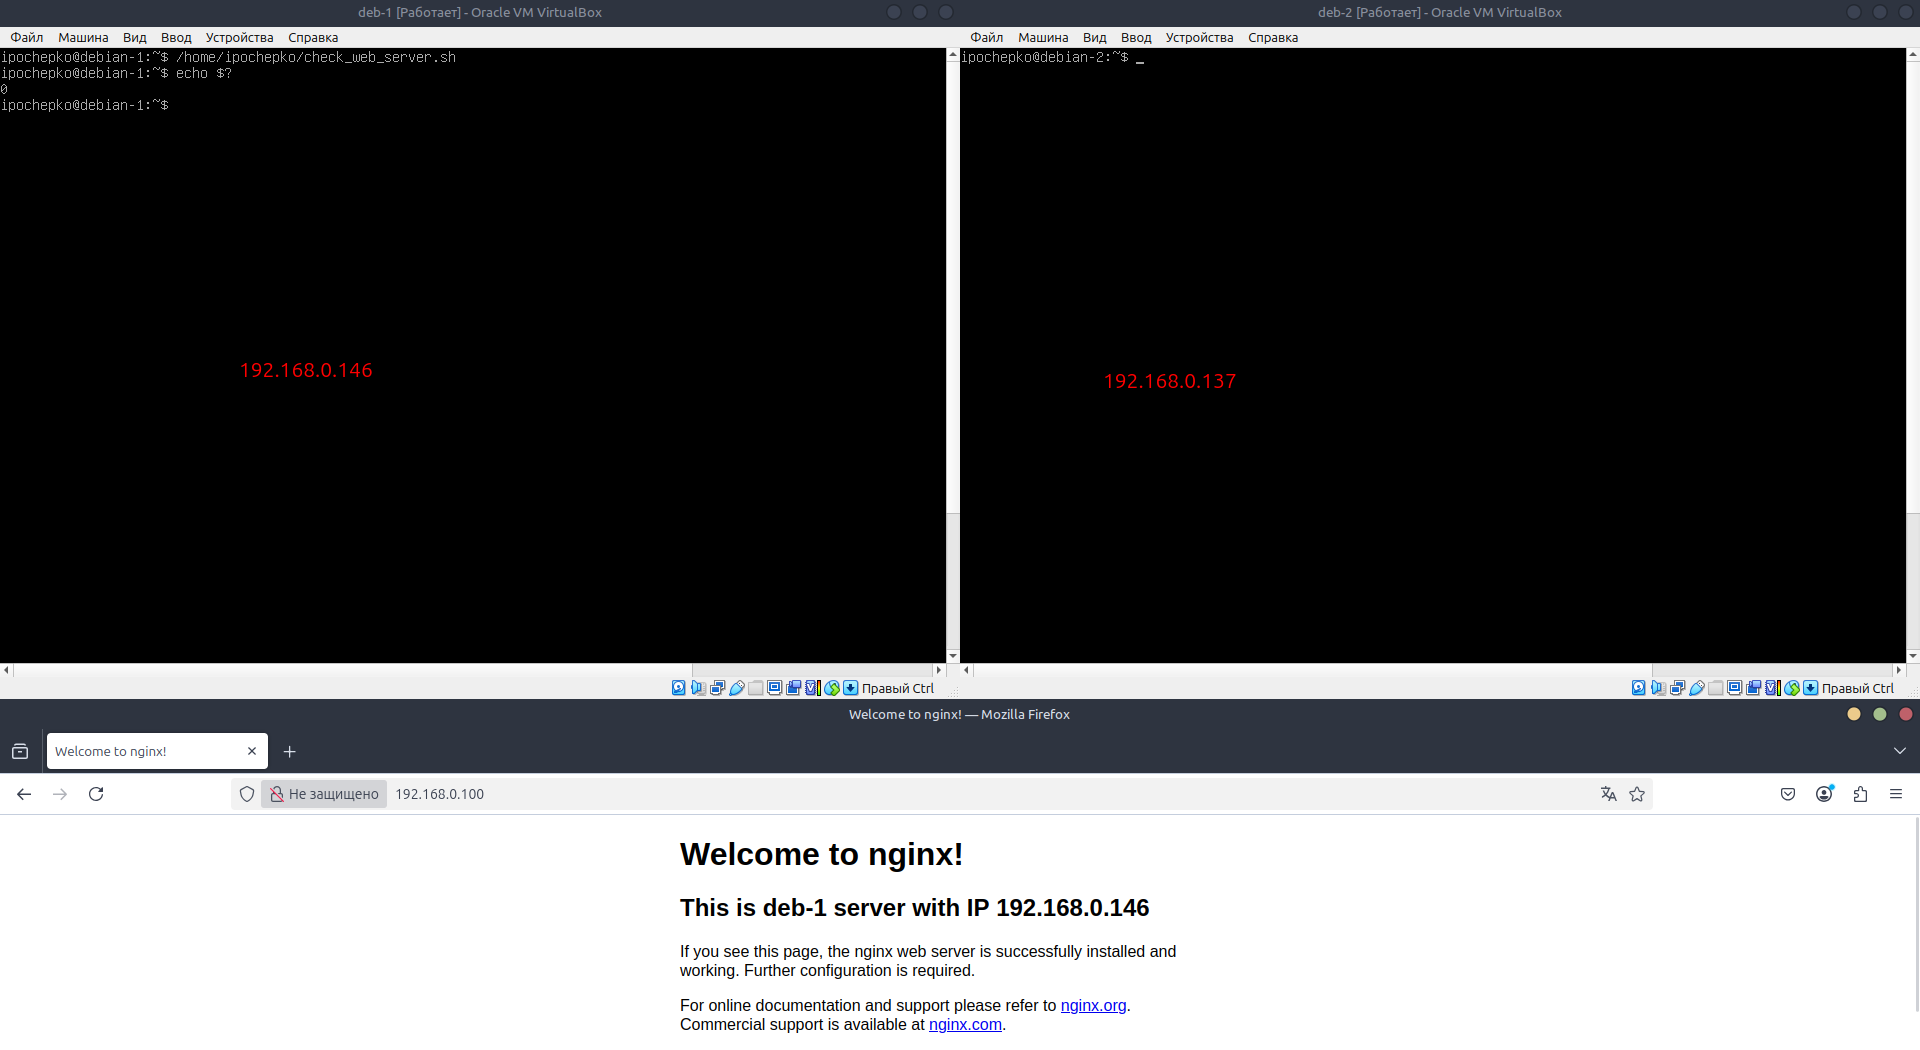 deb-1 [Работает] - Oracle VM VirtualBox
Файл Машина Вид Ввод Устройства Справка
ipochepko@debian-1:~$ /home/ipochepko/check_web_server.sh
ipochepko@debian-1:~$ echo $?
0
ipochepko@debian-1:~$
192.168.0.146
Правый Ctrl
deb-2 [Работает] - Oracle VM VirtualBox
Файл Машина Вид Ввод Устройства Справка
ipochepko@debian-2:~$ _
192.168.0.137
Правый Ctrl
Welcome to nginx! — Mozilla Firefox
Welcome to nginx!
Не защищено 192.168.0.100
Welcome to nginx!
This is deb-1 server with IP 192.168.0.146
If you see this page, the nginx web server is successfully installed and
working. Further configuration is required.
For online documentation and support please refer to nginx.org.
Commercial support is available at nginx.com.